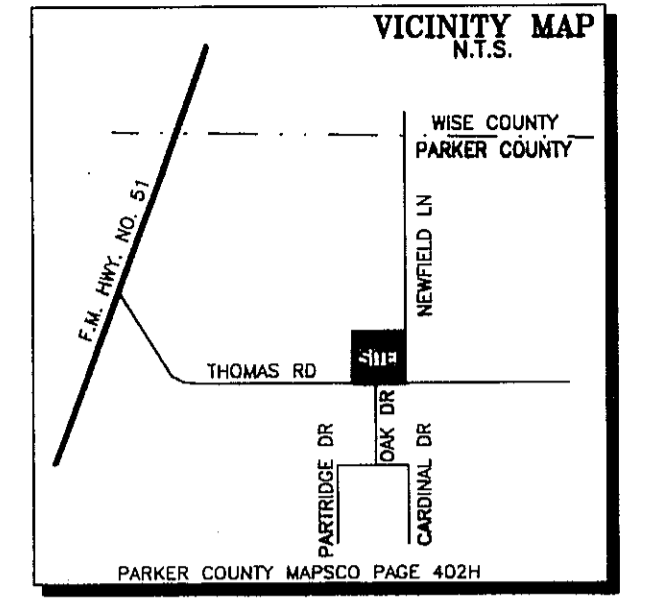 VICINITY MAP
N.T.S.
WISE COUNTY
PARKER COUNTY
F.M. HWY. NO. 51
NEWFIELD LN
SITE
THOMAS RD
OAK DR
PARTRIDGE DR
CARDINAL DR
PARKER COUNTY MAPSCO PAGE 402H